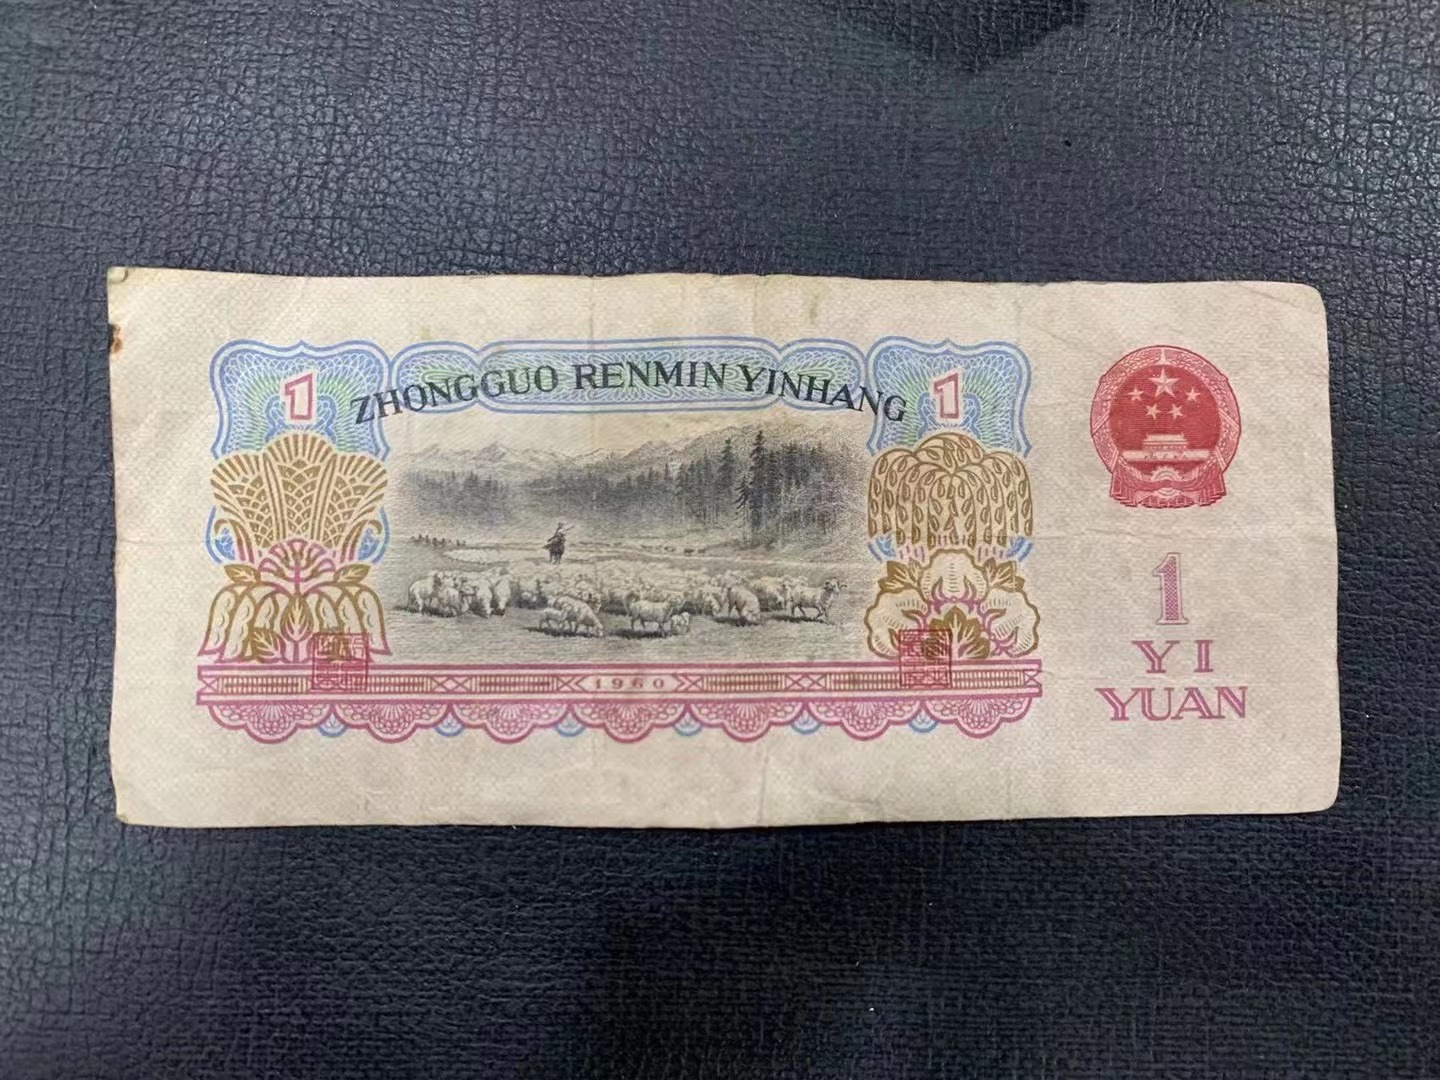 ZHONGGUO RENMIN YINHANG
1
1
1960
1
YI
YUAN